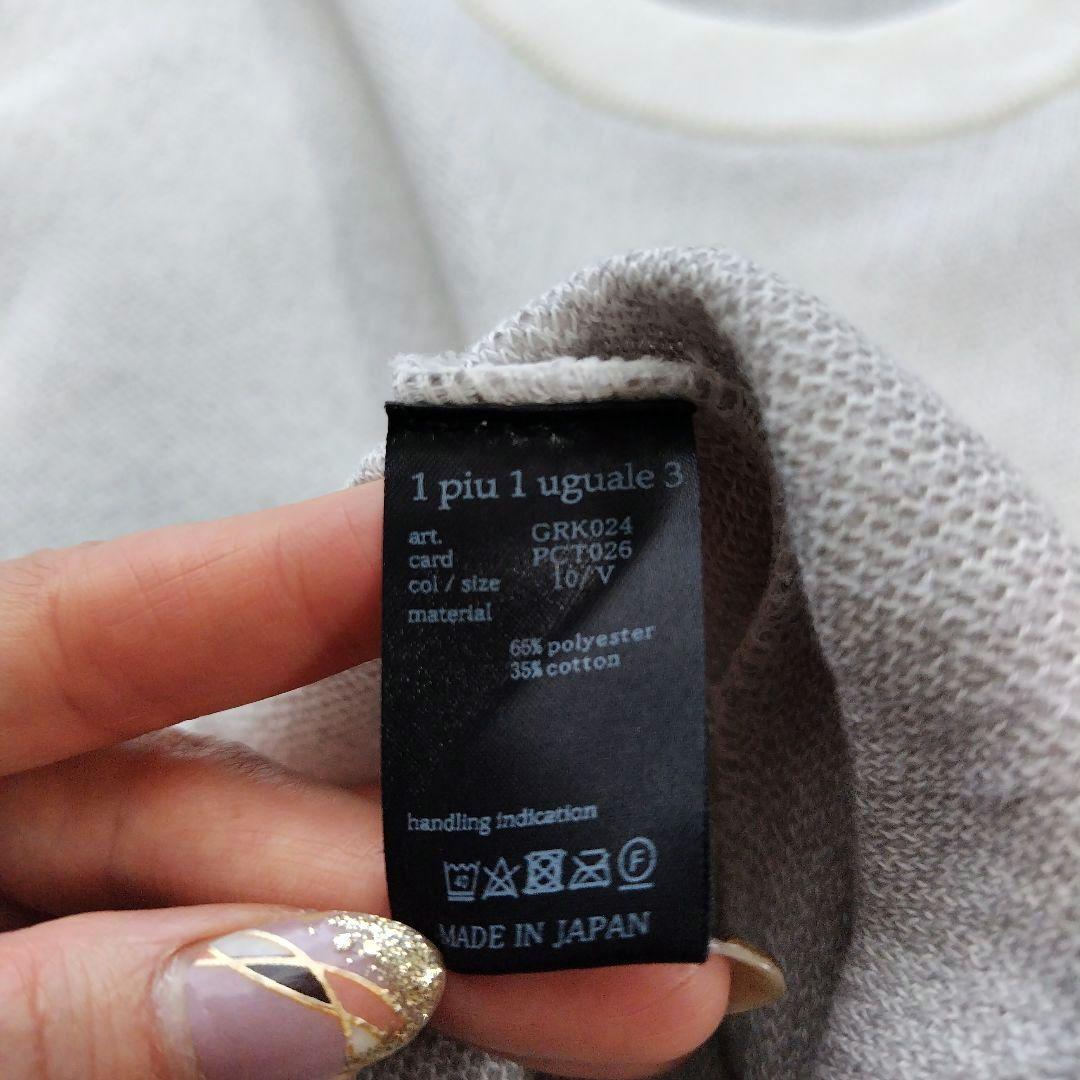 1 piu 1 uguale 3
art. GRK024
card PCT026
col / size 10/V
material
65% polyester
35% cotton
handling indication
40 F
MADE IN JAPAN